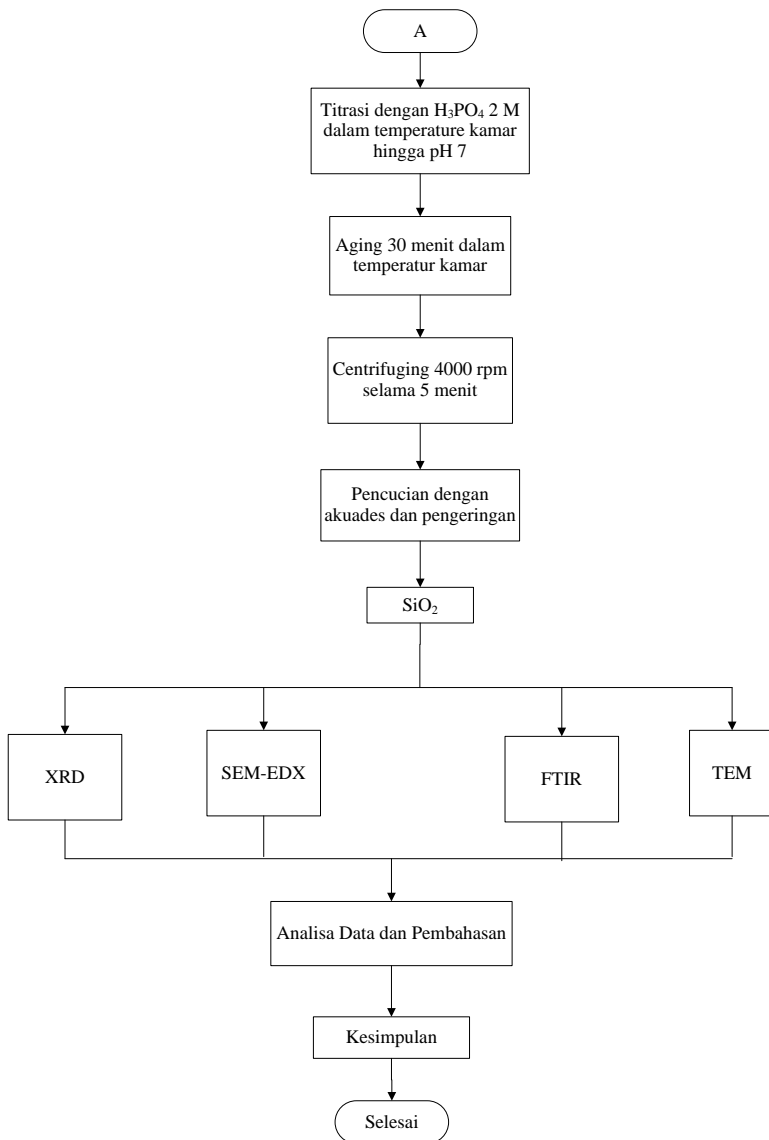 A
Titrasi dengan H₃PO₄ 2 M
dalam temperature kamar
hingga pH 7
Aging 30 menit dalam
temperatur kamar
Centrifuging 4000 rpm
selama 5 menit
Pencucian dengan
akuades dan pengeringan
SiO₂
XRD
SEM-EDX
FTIR
TEM
Analisa Data dan Pembahasan
Kesimpulan
Selesai